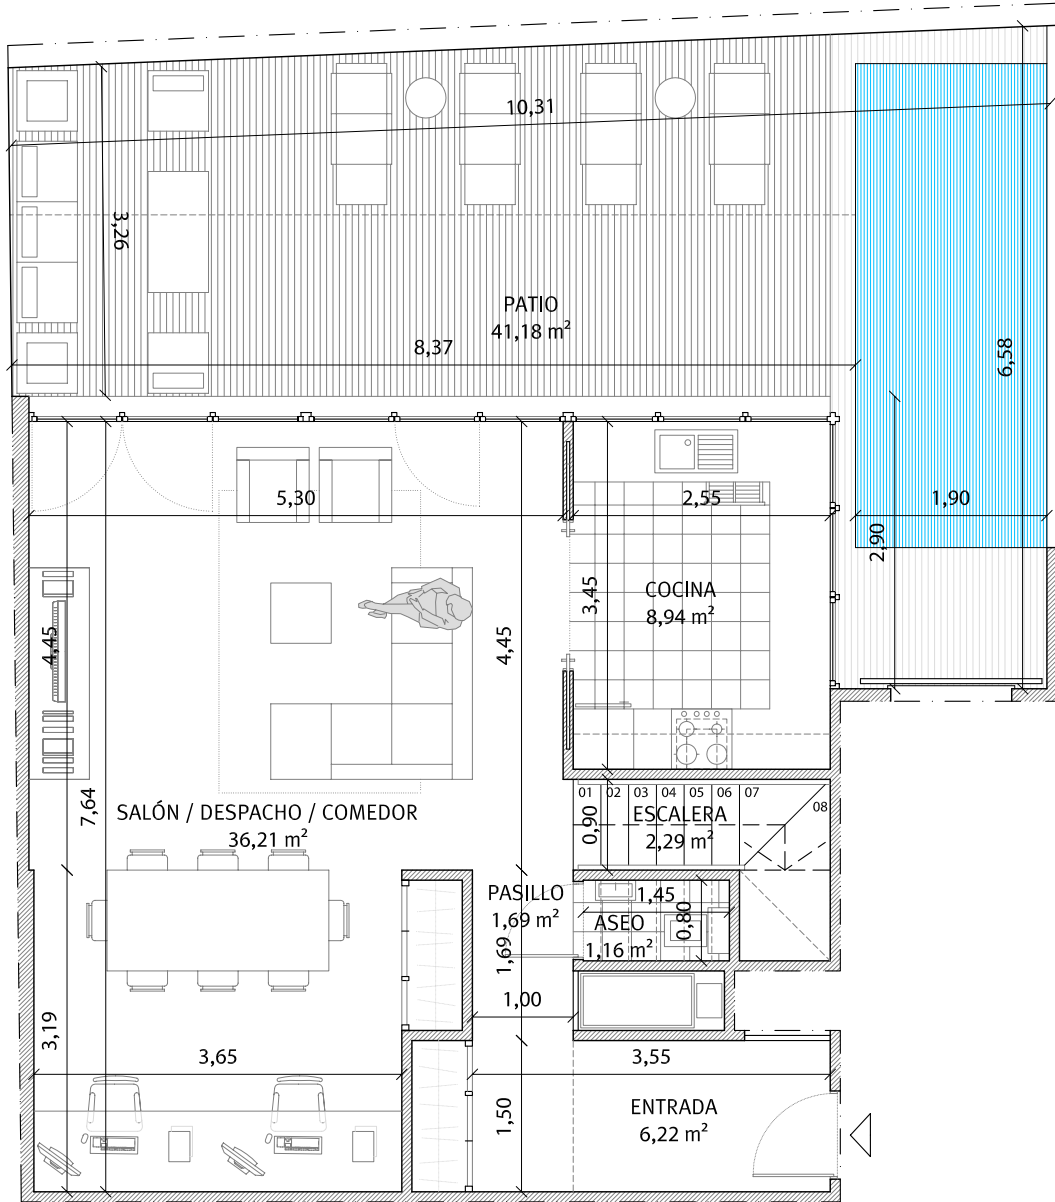 10,31
3,26
PATIO
41,18 m²
8,37
6,58
5,30
2,55
1,90
2,90
4,45
4,45
3,45
COCINA
8,94 m²
7,64
SALÓN / DESPACHO / COMEDOR
36,21 m²
01 02 03 04 05 06 07
08
0,90
ESCALERA
2,29 m²
PASILLO
1,69 m²
1,69
1,45
0,80
ASEO
1,16 m²
1,00
3,19
3,65
3,55
1,50
ENTRADA
6,22 m²